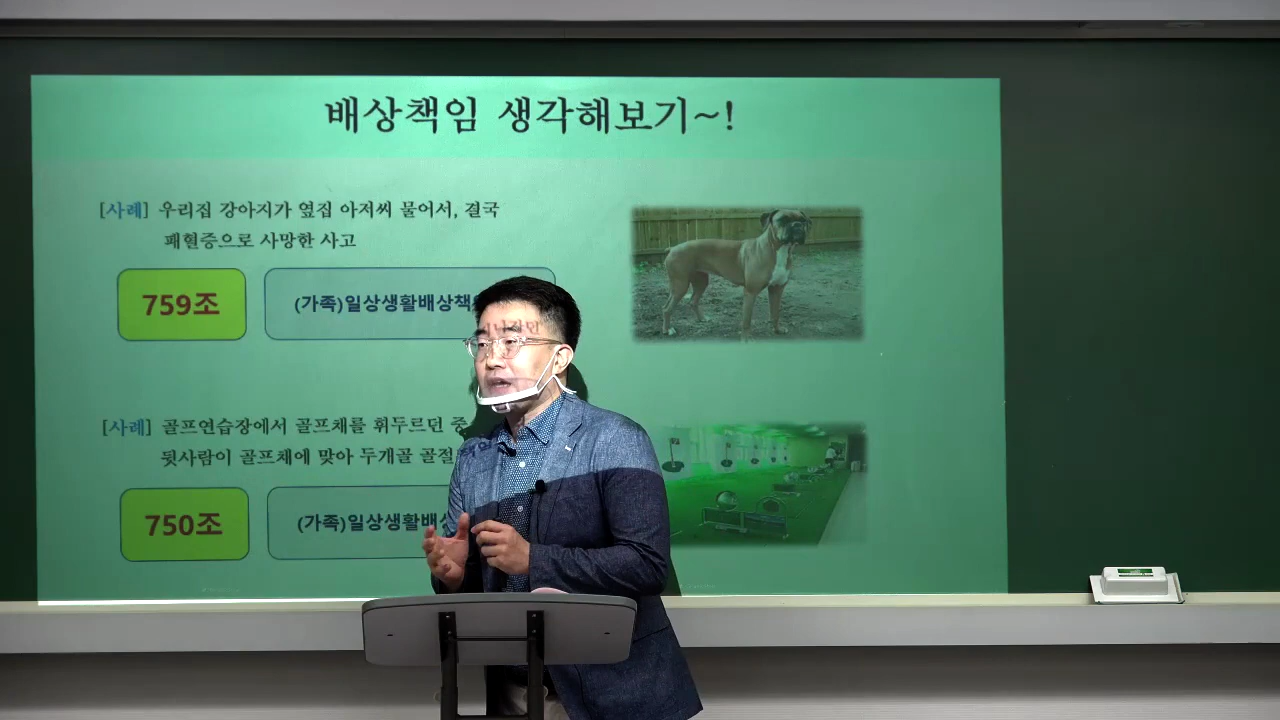 배상책임 생각해보기~!
[사례] 우리집 강아지가 옆집 아저씨 물어서, 결국
패혈증으로 사망한 사고
759조
(가족)일상생활배상책
[사례] 골프연습장에서 골프채를 휘두르던 중
뒷사람이 골프채에 맞아 두개골 골절
750조
(가족)일상생활배상